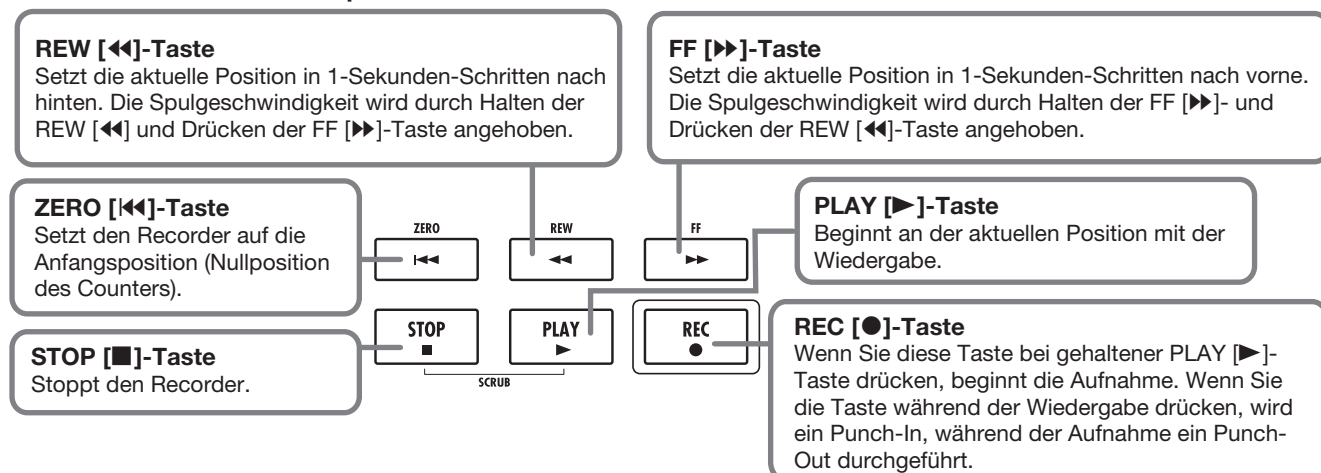 REW [◀◀]-Taste
Setzt die aktuelle Position in 1-Sekunden-Schritten nach
hinten. Die Spulgeschwindigkeit wird durch Halten der
REW [◀◀] und Drücken der FF [▶▶]-Taste angehoben.
FF [▶▶]-Taste
Setzt die aktuelle Position in 1-Sekunden-Schritten nach vorne.
Die Spulgeschwindigkeit wird durch Halten der FF [▶▶]- und
Drücken der REW [◀◀]-Taste angehoben.
ZERO [|◀◀]-Taste
Setzt den Recorder auf die
Anfangsposition (Nullposition
des Counters).
STOP [■]-Taste
Stoppt den Recorder.
ZERO
REW
FF
|◀◀
◀◀
▶▶
STOP
■
PLAY
▶
REC
●
SCRUB
PLAY [▶]-Taste
Beginnt an der aktuellen Position mit der
Wiedergabe.
REC [●]-Taste
Wenn Sie diese Taste bei gehaltener PLAY [▶]-
Taste drücken, beginnt die Aufnahme. Wenn Sie
die Taste während der Wiedergabe drücken, wird
ein Punch-In, während der Aufnahme ein Punch-
Out durchgeführt.